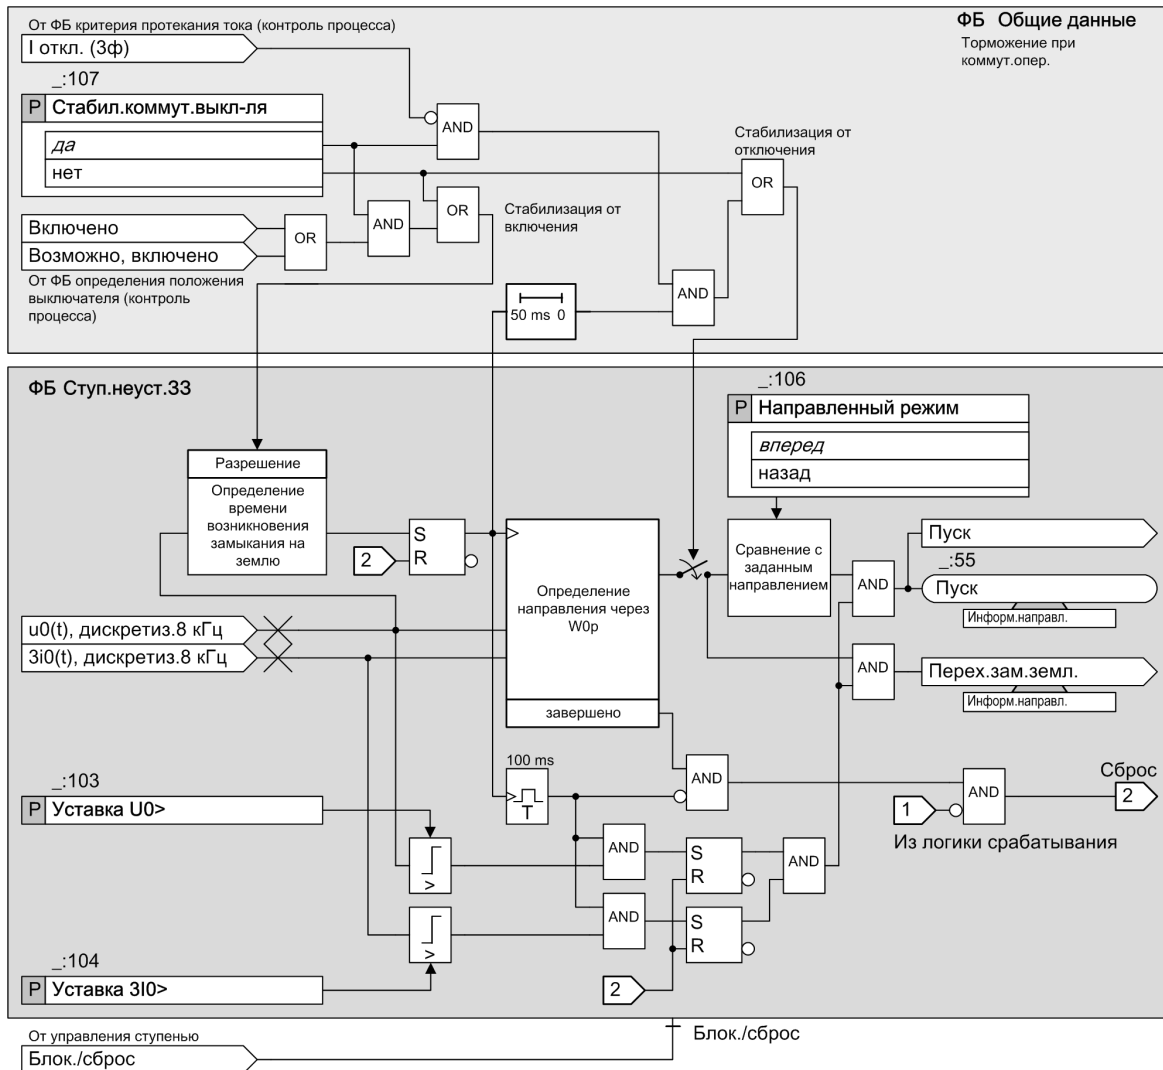 От ФБ критерия протекания тока (контроль процесса)
I откл. (3ф)
ФБ Общие данные
Торможение при
коммут.опер.
_:107
P Стабил.коммут.выкл-ля
да
нет
AND
Стабилизация от
отключения
OR
OR
AND
Стабилизация от
включения
Включено
Возможно, включено
OR
От ФБ определения положения
выключателя (контроль
процесса)
AND
50 ms 0
ФБ Ступ.неуст.ЗЗ
_:106
P Направленный режим
вперед
назад
Разрешение
Определение
времени
возникновения
замыкания на
землю
S
R
2
Определение
направления через
W0p
завершено
Сравнение с
заданным
направлением
AND
Пуск
_:55
Пуск
Информ.направл.
u0(t), дискретиз.8 кГц
3i0(t), дискретиз.8 кГц
AND
Перех.зам.земл.
Информ.направл.
100 ms
T
AND
AND
Сброс
2
1
Из логики срабатывания
_:103
P Уставка U0>
>
AND
S
R
AND
>
AND
S
R
_:104
P Уставка 3I0>
2
От управления ступенью
Блок./сброс
Блок./сброс